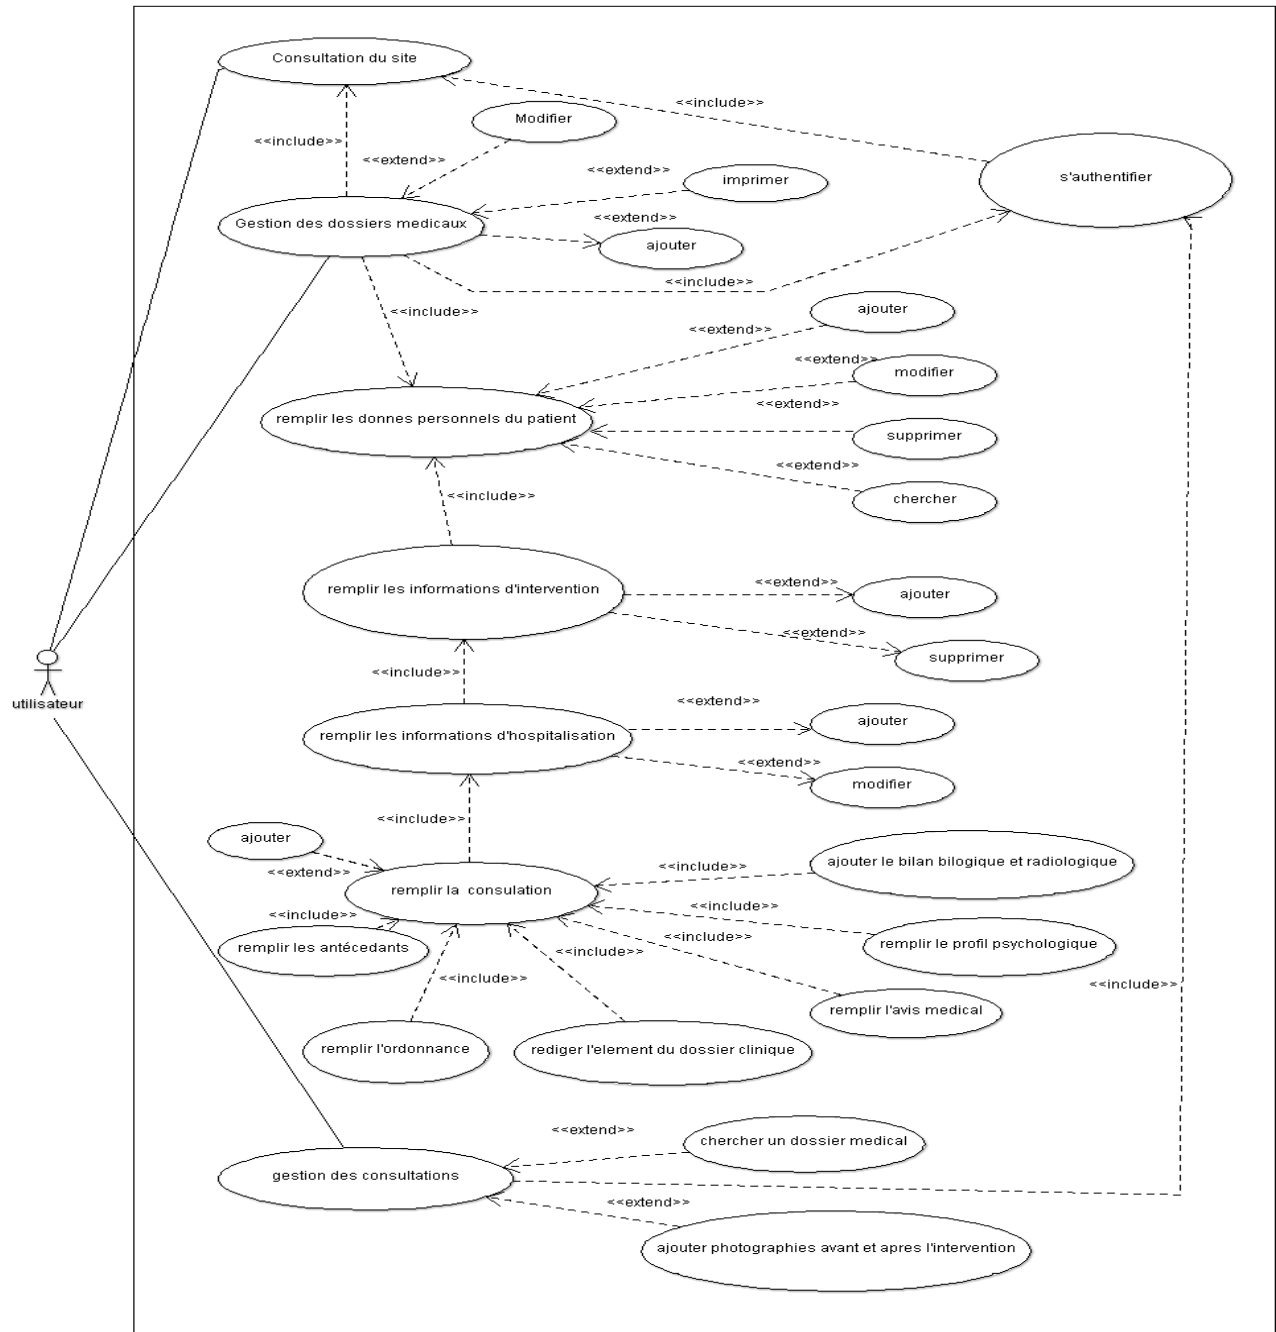 Consultation du site
<<include>>
Modifier
<<include>>
<<extend>>
<<extend>>
imprimer
s'authentifier
Gestion des dossiers medicaux
<<extend>>
ajouter
<<include>>
<<include>>
ajouter
<<extend>>
<<extend>>
modifier
<<extend>>
remplir les donnes personnels du patient
supprimer
<<extend>>
<<include>>
chercher
remplir les informations d'intervention
<<extend>>
ajouter
<<extend>>
supprimer
<<include>>
utilisateur
<<extend>>
ajouter
remplir les informations d'hospitalisation
<<extend>>
modifier
<<include>>
ajouter
<<extend>>
<<include>>
ajouter le bilan bilogique et radiologique
remplir la consulation
<<include>>
<<include>>
remplir les antécedants
<<include>>
<<include>>
remplir le profil psychologique
<<include>>
<<include>>
remplir l'avis medical
remplir l'ordonnance
rediger l'element du dossier clinique
<<extend>>
chercher un dossier medical
gestion des consultations
<<extend>>
ajouter photographies avant et apres l'intervention